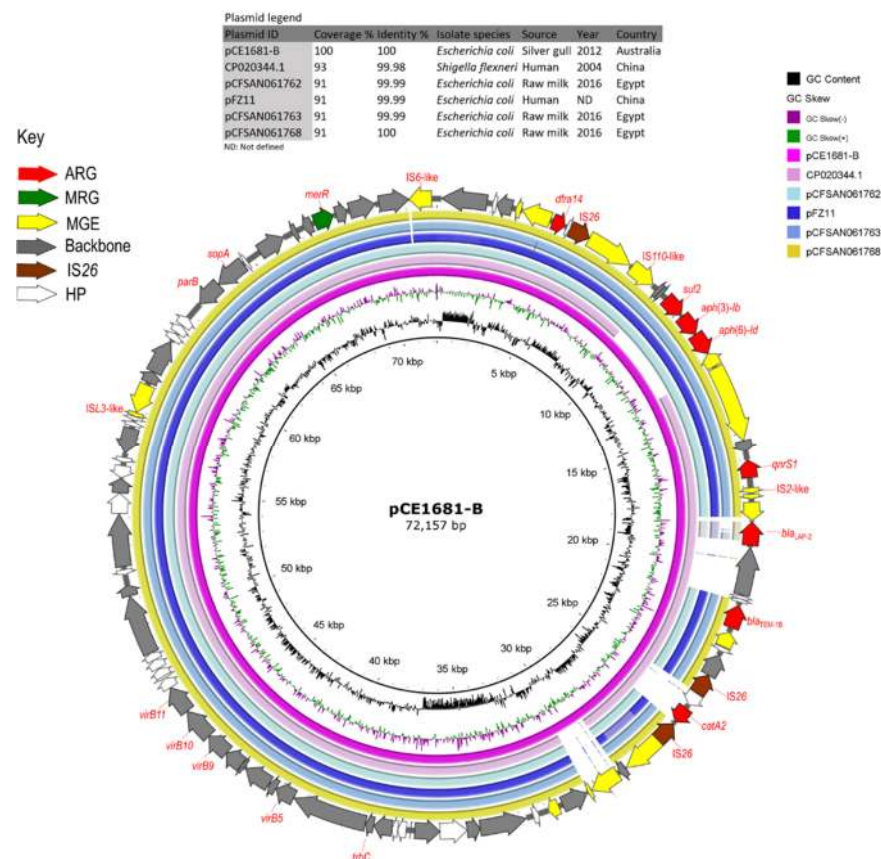 Plasmid legend
Plasmid ID Coverage % Identity % Isolate species Source Year Country
pCE1681-B 100 100 Escherichia coli Silver gull 2012 Australia
CP020344.1 93 99.98 Shigella flexneri Human 2004 China
pCFSAN061762 91 99.99 Escherichia coli Raw milk 2016 Egypt
pFZ11 91 99.99 Escherichia coli Human ND China
pCFSAN061763 91 99.99 Escherichia coli Raw milk 2016 Egypt
pCFSAN061768 91 100 Escherichia coli Raw milk 2016 Egypt
ND: Not defined
GC Content
GC Skew
GC Skew(-)
GC Skew(+)
pCE1681-B
CP020344.1
pCFSAN061762
pFZ11
pCFSAN061763
pCFSAN061768
Key
ARG
MRG
MGE
Backbone
IS26
HP
IS6-like
dfra14
IS26
IS110-like
sul2
aph(3)-Ib
aph(6)-Id
qnrS1
IS2-like
bla LAP-2
bla TEM-1B
IS26
catA2
IS26
trbC
virB5
virB9
virB10
virB11
ISL3-like
parB
sopA
merR
5 kbp
10 kbp
15 kbp
20 kbp
25 kbp
30 kbp
35 kbp
40 kbp
45 kbp
50 kbp
55 kbp
60 kbp
65 kbp
70 kbp
pCE1681-B
72,157 bp